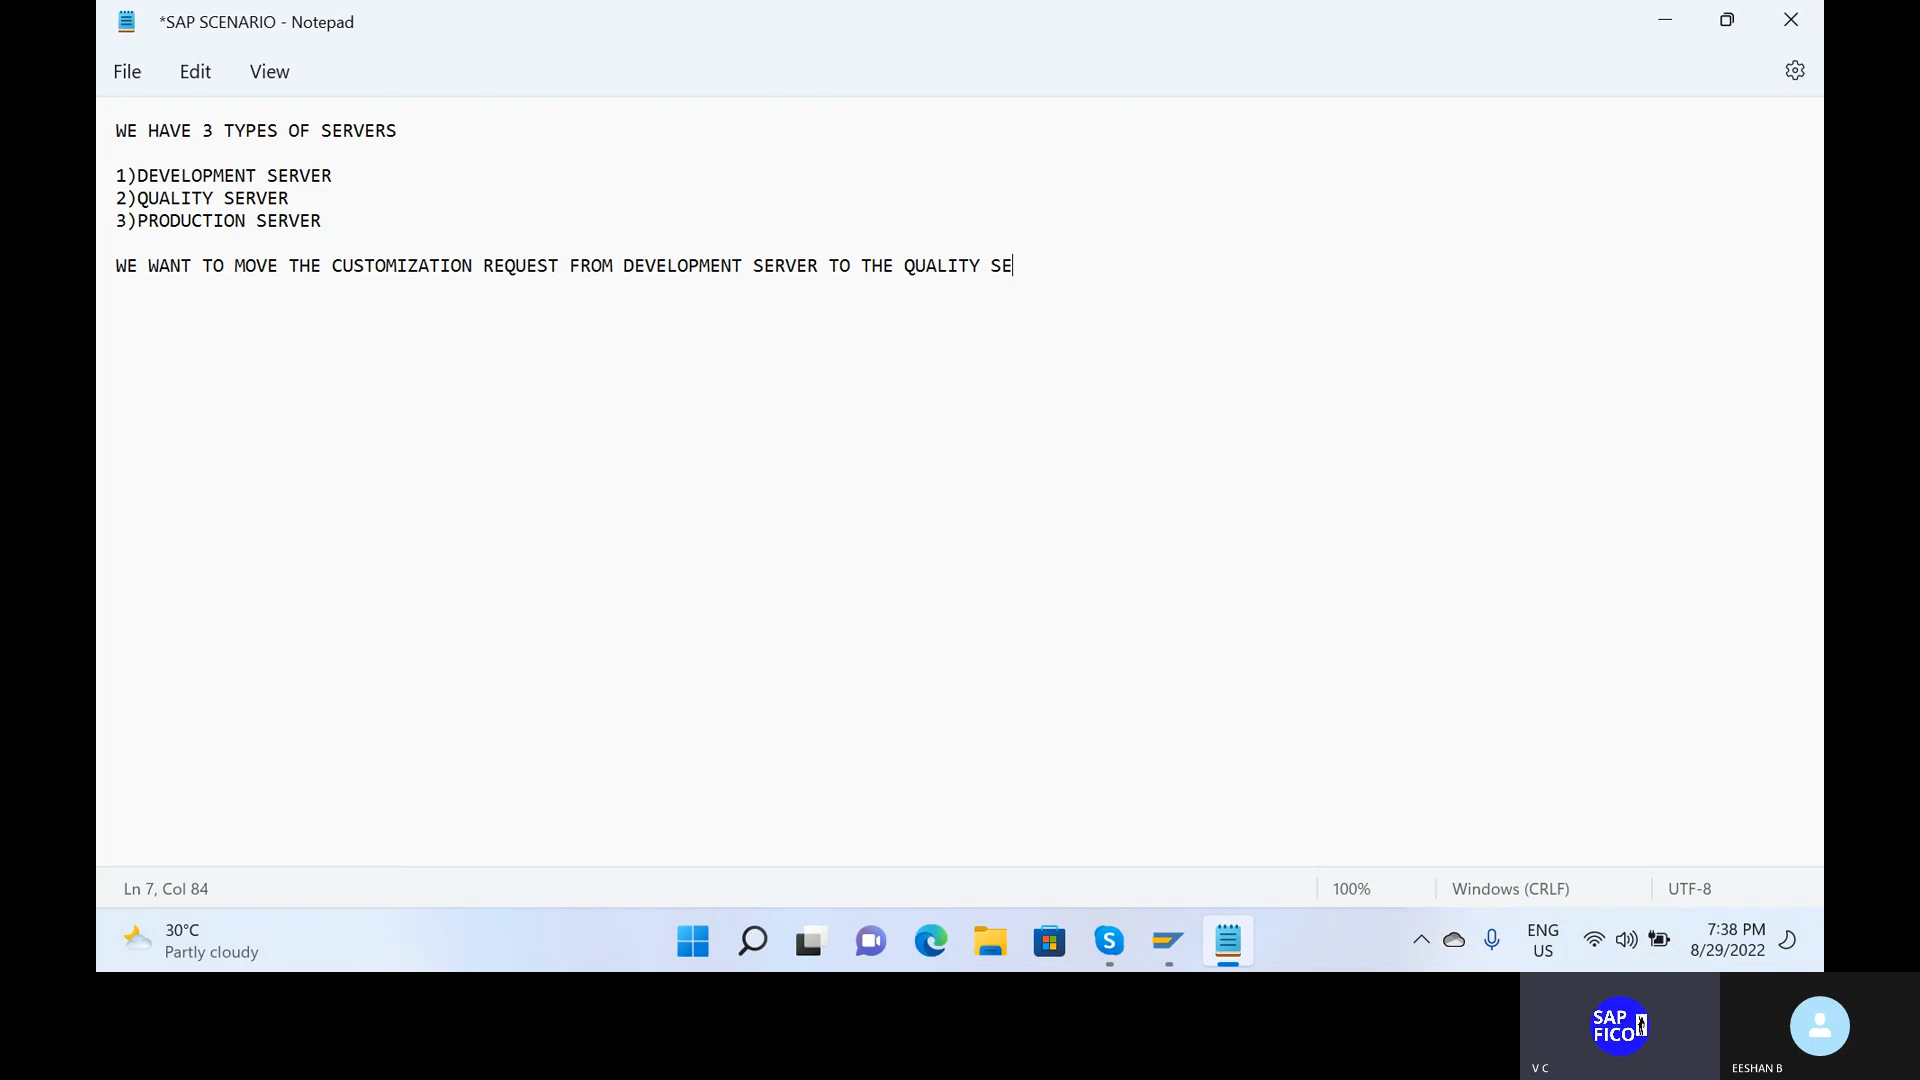 *SAP SCENARIO - Notepad
File Edit View
WE HAVE 3 TYPES OF SERVERS
1)DEVELOPMENT SERVER
2)QUALITY SERVER
3)PRODUCTION SERVER
WE WANT TO MOVE THE CUSTOMIZATION REQUEST FROM DEVELOPMENT SERVER TO THE QUALITY SE
Ln 7, Col 84
100%
Windows (CRLF)
UTF-8
30°C
Partly cloudy
S
ENG
US
7:38 PM
8/29/2022
SAP
FICO
V C
EESHAN B